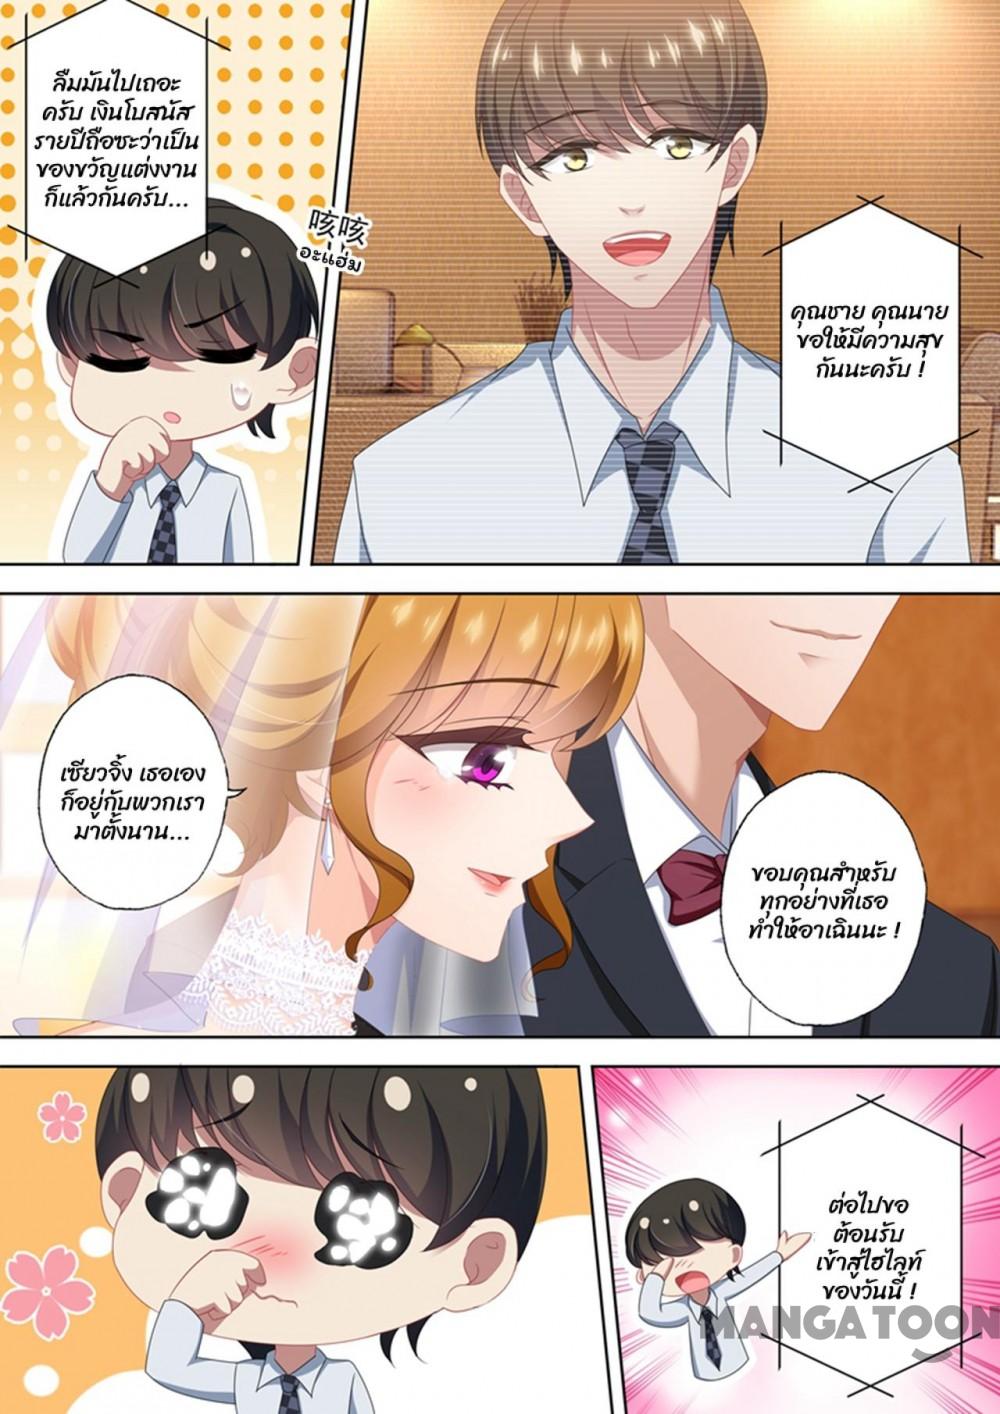 ลืมมันไปเถอะ
ครับ เงินโบสนัส
รายปีถือซะว่าเป็น
ของขวัญแต่งงาน
ก็แล้วกันครับ...
咳咳
อะแฮ่ม
คุณชาย คุณนาย
ขอให้มีความสุข
กันนะครับ !
เซียวจิ้ง เธอเอง
ก็อยู่กับพวกเรา
มาตั้งนาน...
ขอบคุณสำหรับ
ทุกอย่างที่เธอ
ทำให้อาเฉินนะ !
ต่อไปขอ
ต้อนรับ
เข้าสู่ไฮไลท์
ของวันนี้ !
MANGATOON